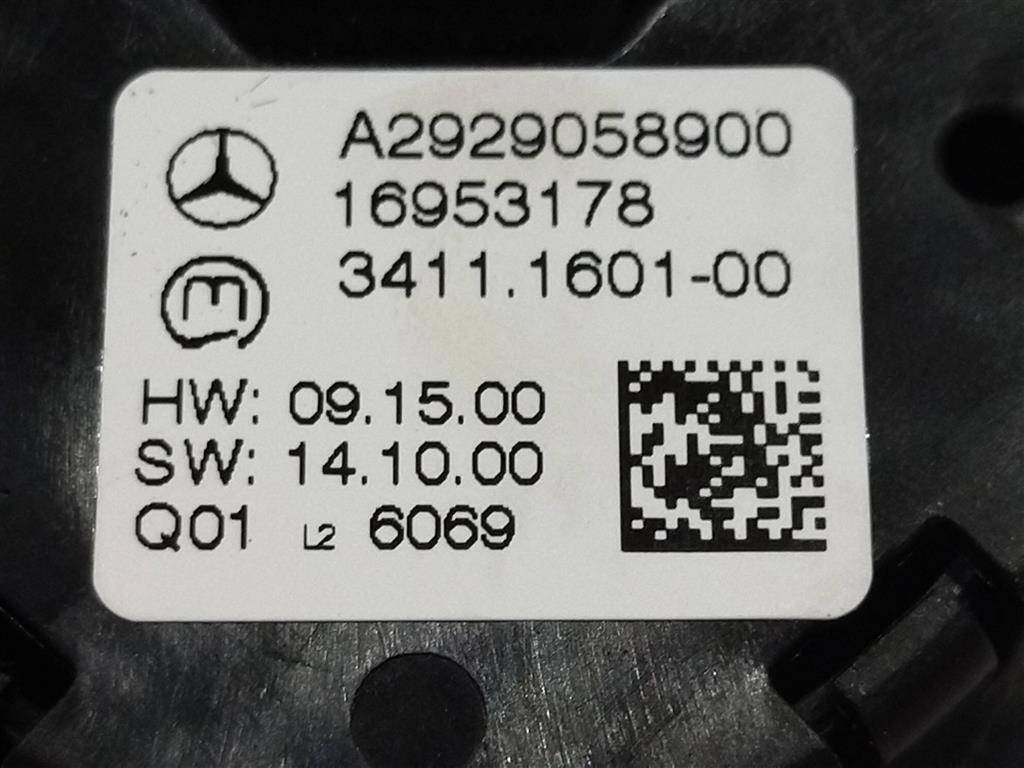 A2929058900
16953178
m
3411.1601-00
HW: 09.15.00
SW: 14.10.00
Q01 L2 6069